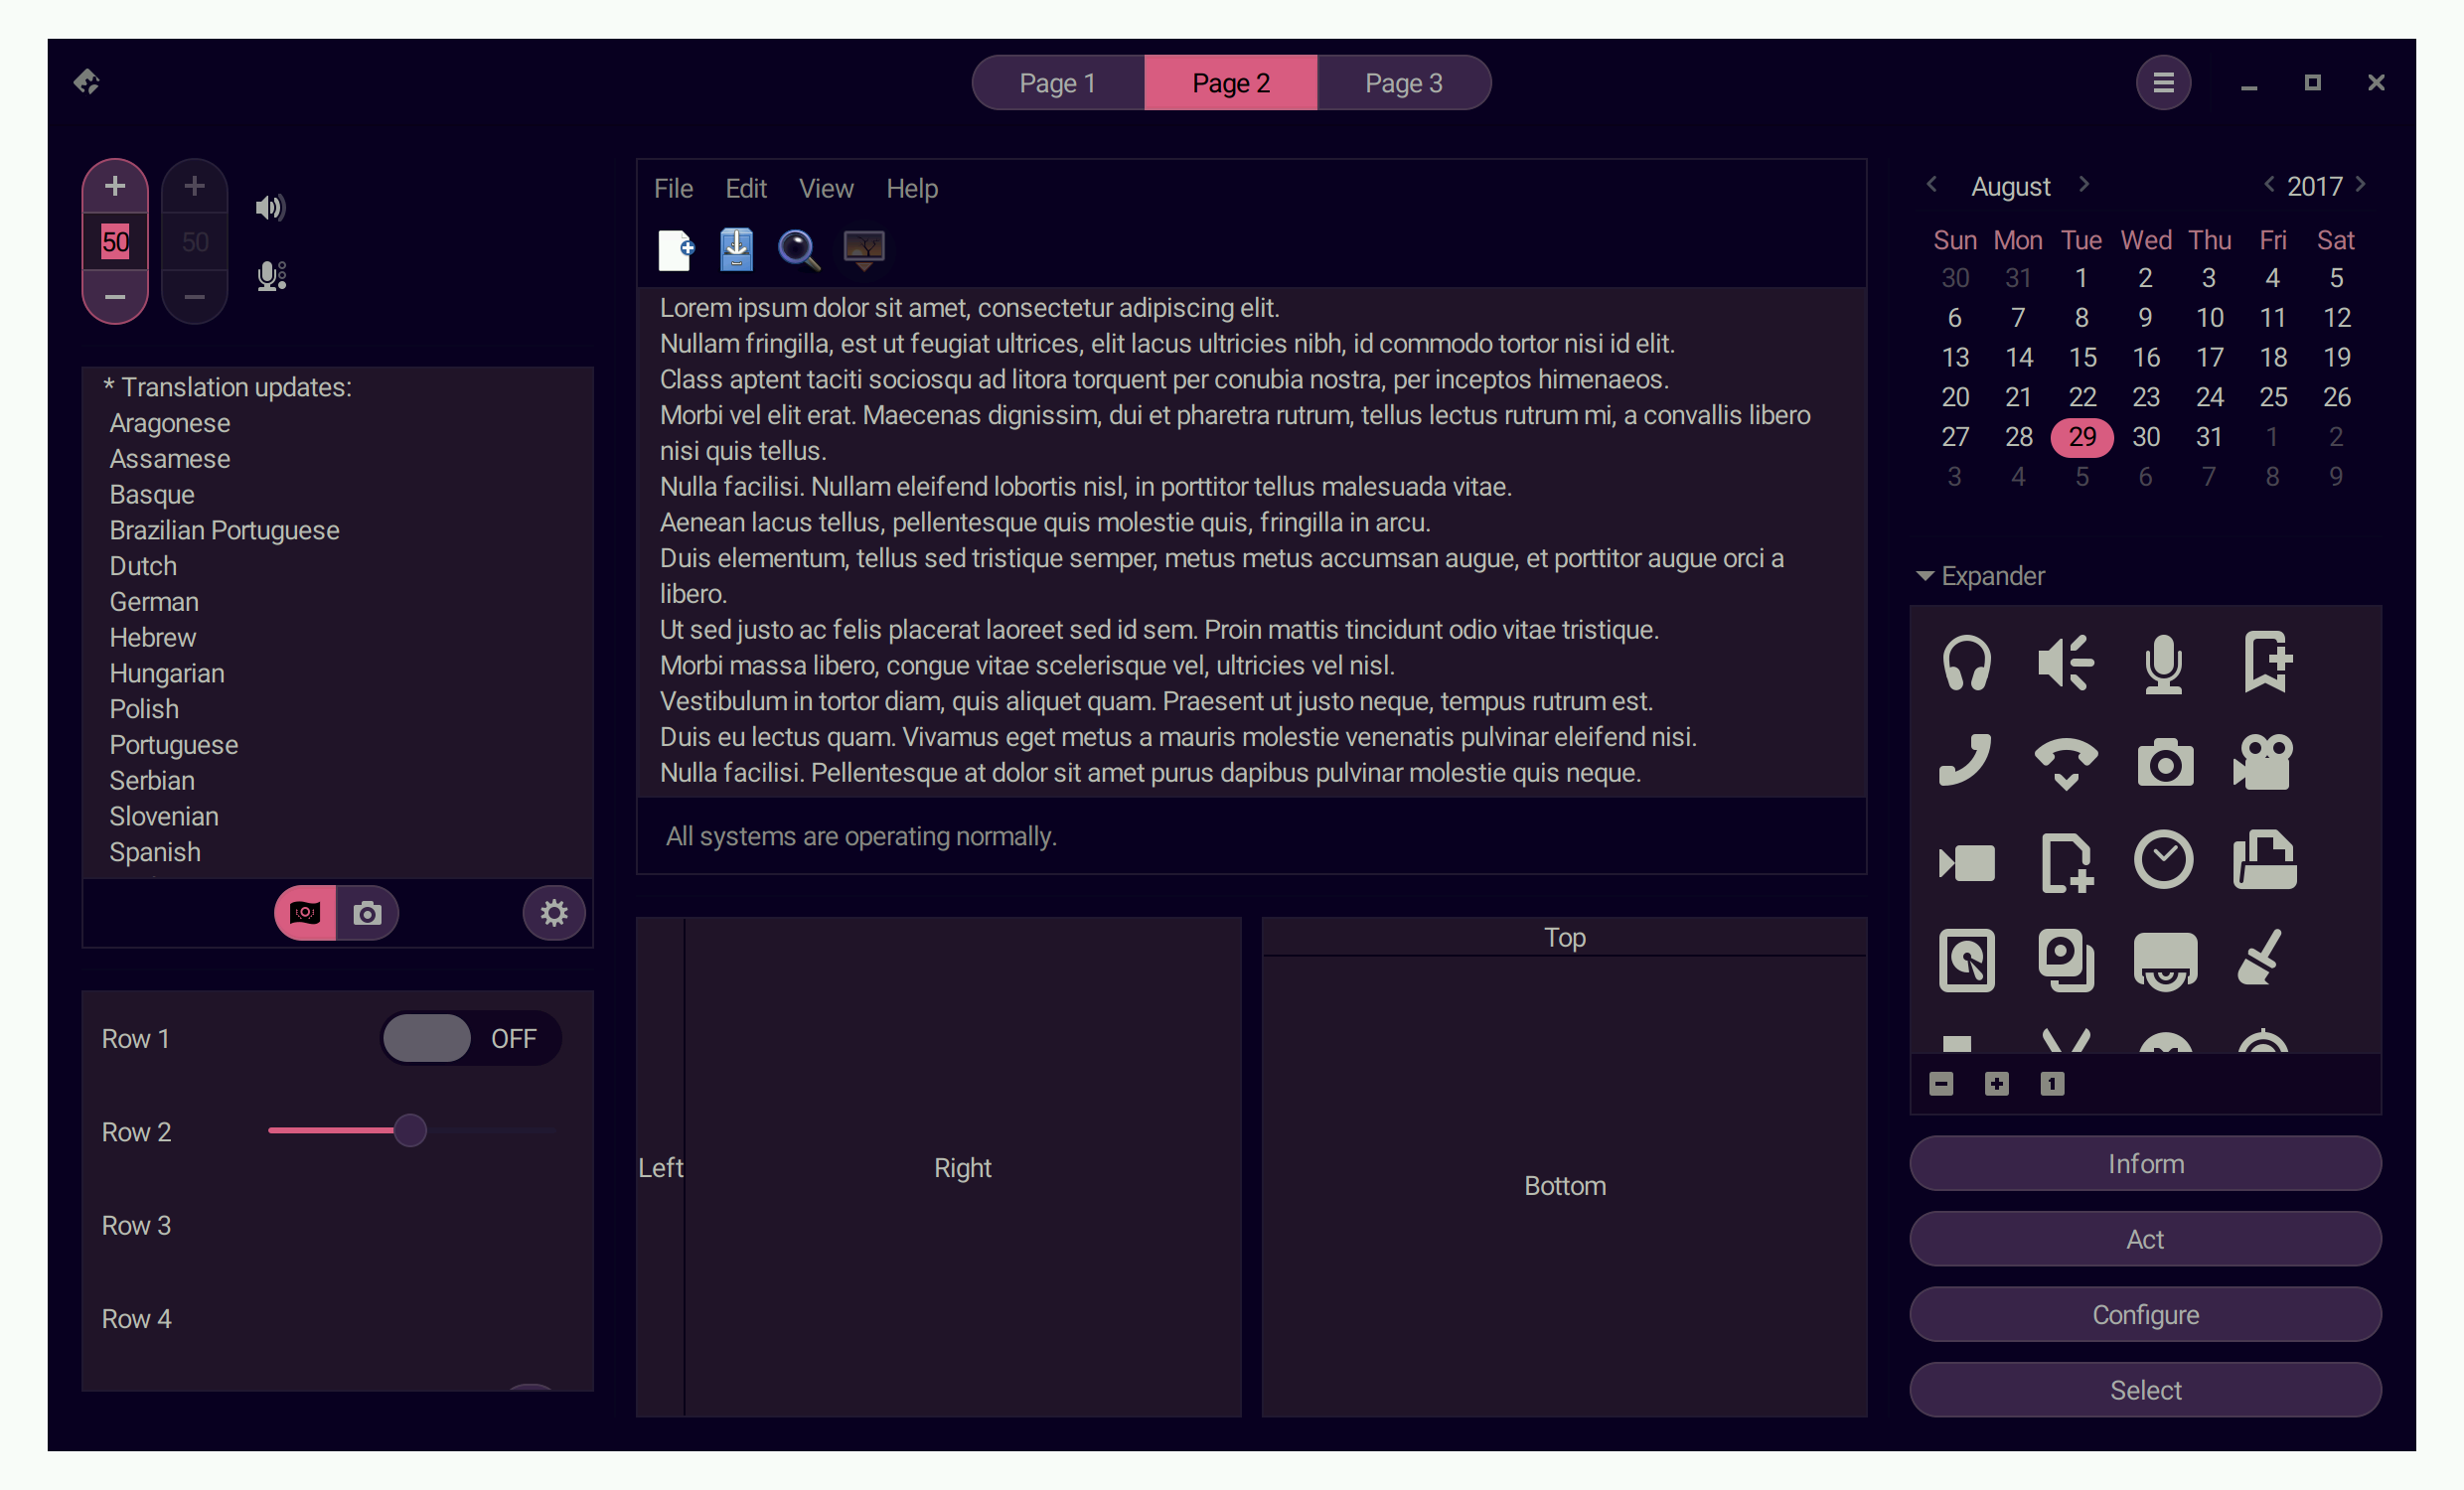 Page 1 Page 2 Page 3
50
50
* Translation updates:
Aragonese
Assamese
Basque
Brazilian Portuguese
Dutch
German
Hebrew
Hungarian
Polish
Portuguese
Serbian
Slovenian
Spanish
Row 1 OFF
Row 2
Row 3
Row 4
File Edit View Help
Lorem ipsum dolor sit amet, consectetur adipiscing elit.
Nullam fringilla, est ut feugiat ultrices, elit lacus ultricies nibh, id commodo tortor nisi id elit.
Class aptent taciti sociosqu ad litora torquent per conubia nostra, per inceptos himenaeos.
Morbi vel elit erat. Maecenas dignissim, dui et pharetra rutrum, tellus lectus rutrum mi, a convallis libero
nisi quis tellus.
Nulla facilisi. Nullam eleifend lobortis nisl, in porttitor tellus malesuada vitae.
Aenean lacus tellus, pellentesque quis molestie quis, fringilla in arcu.
Duis elementum, tellus sed tristique semper, metus metus accumsan augue, et porttitor augue orci a
libero.
Ut sed justo ac felis placerat laoreet sed id sem. Proin mattis tincidunt odio vitae tristique.
Morbi massa libero, congue vitae scelerisque vel, ultricies vel nisl.
Vestibulum in tortor diam, quis aliquet quam. Praesent ut justo neque, tempus rutrum est.
Duis eu lectus quam. Vivamus eget metus a mauris molestie venenatis pulvinar eleifend nisi.
Nulla facilisi. Pellentesque at dolor sit amet purus dapibus pulvinar molestie quis neque.
All systems are operating normally.
Left Right
Top
Bottom
August 2017
Sun Mon Tue Wed Thu Fri Sat
30 31 1 2 3 4 5
6 7 8 9 10 11 12
13 14 15 16 17 18 19
20 21 22 23 24 25 26
27 28 29 30 31 1 2
3 4 5 6 7 8 9
Expander
1
Inform
Act
Configure
Select